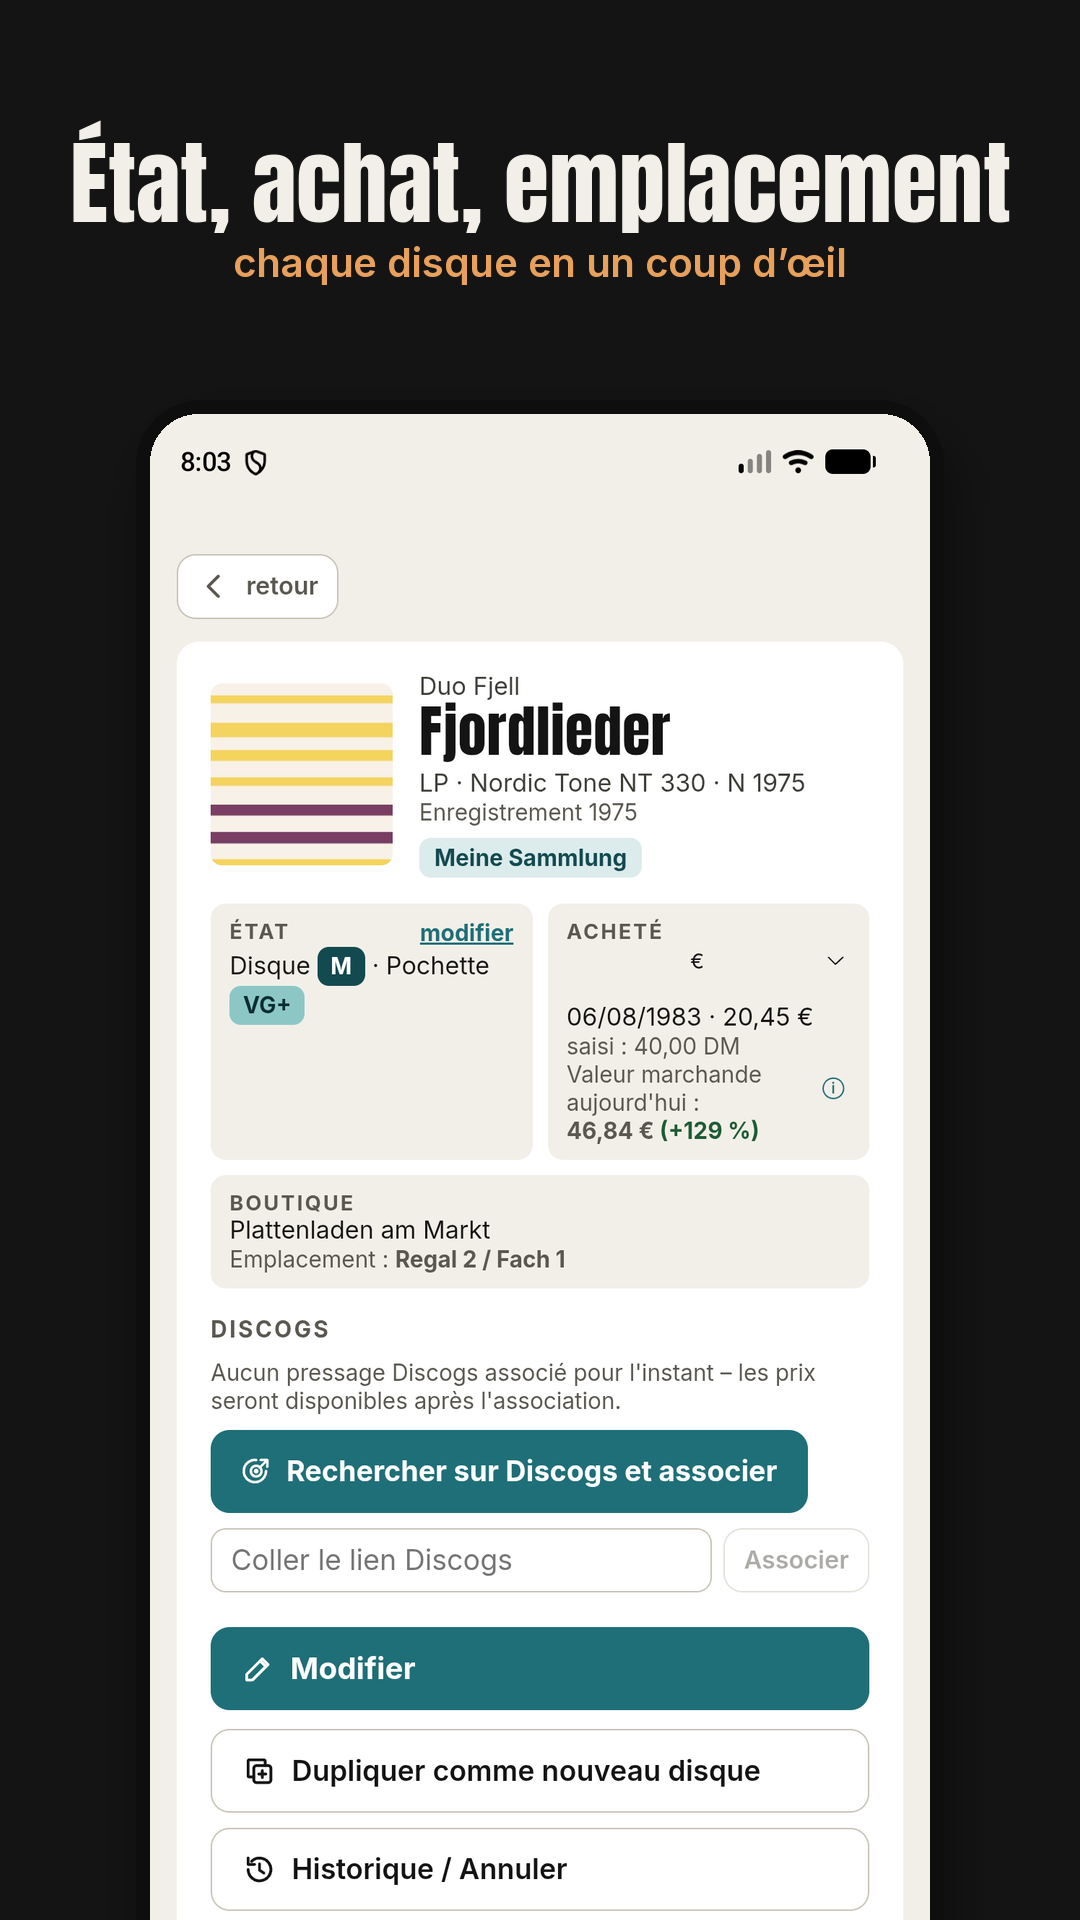 État, achat, emplacement
chaque disque en un coup d’œil
8:03
retour
Duo Fjell
Fjordlieder
LP · Nordic Tone NT 330 · N 1975
Enregistrement 1975
Meine Sammlung
ÉTAT modifier
Disque M · Pochette
VG+
ACHETÉ
€
06/08/1983 · 20,45 €
saisi : 40,00 DM
Valeur marchande
aujourd'hui :
46,84 € (+129 %)
BOUTIQUE
Plattenladen am Markt
Emplacement : Regal 2 / Fach 1
DISCOGS
Aucun pressage Discogs associé pour l'instant – les prix
seront disponibles après l'association.
Rechercher sur Discogs et associer
Coller le lien Discogs
Associer
Modifier
Dupliquer comme nouveau disque
Historique / Annuler